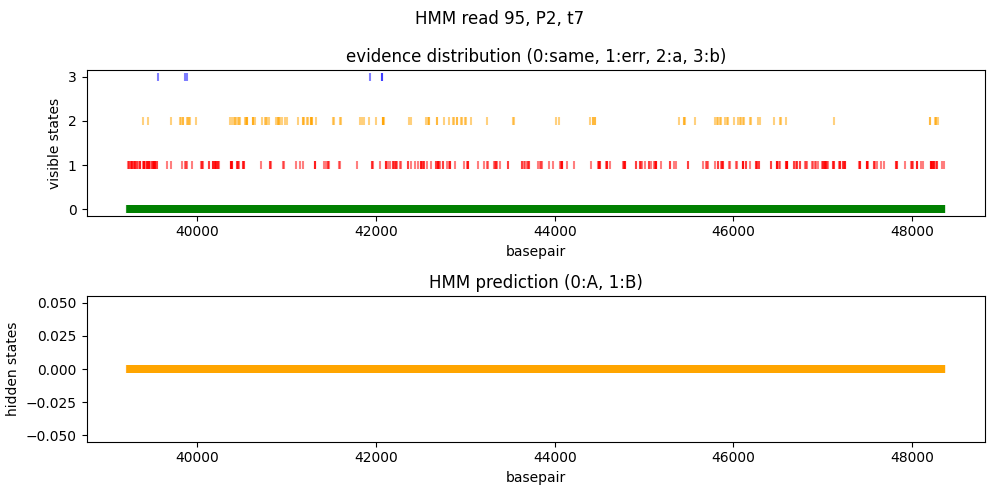 HMM read 95, P2, t7
evidence distribution (0:same, 1:err, 2:a, 3:b)
visible states
3
2
1
0
40000 42000 44000 46000 48000
basepair
HMM prediction (0:A, 1:B)
hidden states
0.050
0.025
0.000
−0.025
−0.050
40000 42000 44000 46000 48000
basepair